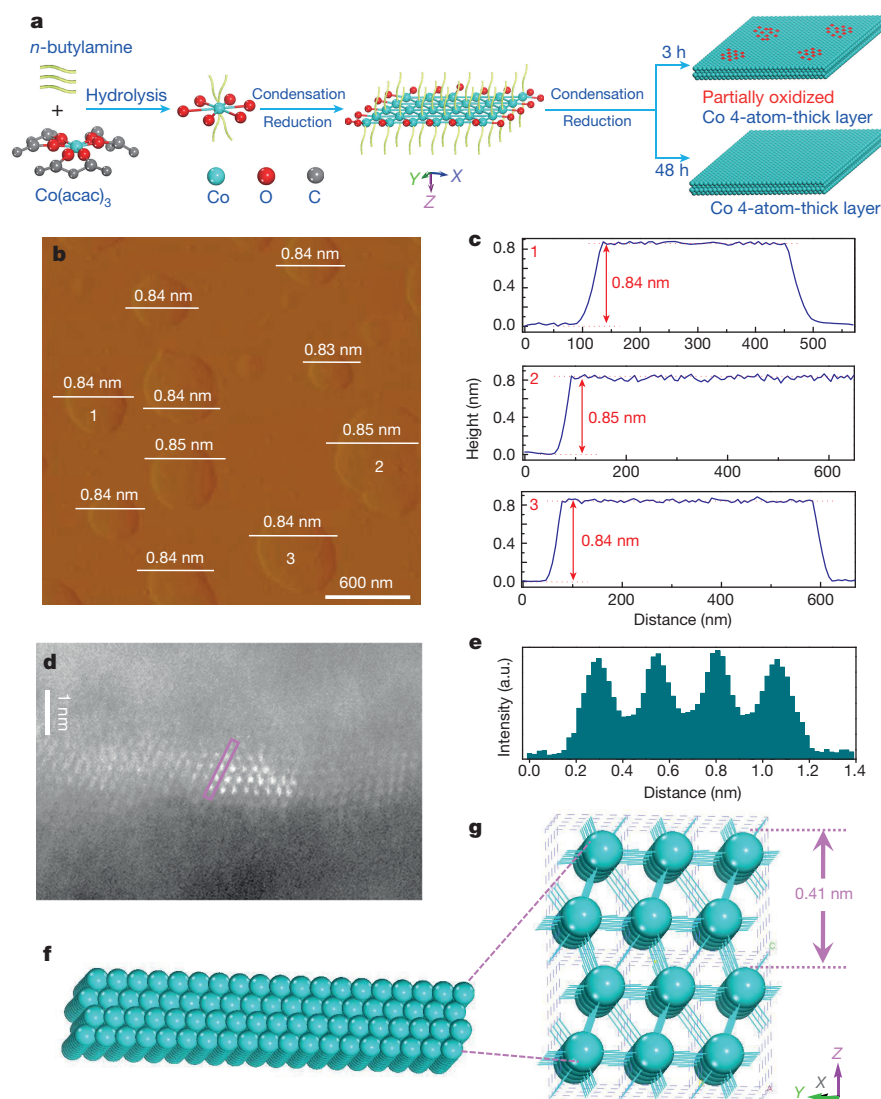 a
n-butylamine
+
Co(acac)3
Hydrolysis
Condensation
Reduction
Co
O
C
Y
X
Z
Condensation
Reduction
3 h
Partially oxidized
Co 4-atom-thick layer
48 h
Co 4-atom-thick layer
b
0.84 nm
0.84 nm
0.83 nm
0.84 nm
1
0.84 nm
0.85 nm
2
0.85 nm
0.84 nm
0.84 nm
3
0.84 nm
600 nm
c
Height (nm)
0.8
0.4
0.0
1
0.84 nm
0 100 200 300 400 500
0.8
0.4
0.0
2
0.85 nm
0 200 400 600
0.8
0.4
0.0
3
0.84 nm
0 200 400 600
Distance (nm)
d
1 nm
e
Intensity (a.u.)
0.0 0.2 0.4 0.6 0.8 1.0 1.2 1.4
Distance (nm)
f
g
0.41 nm
Z
X
Y